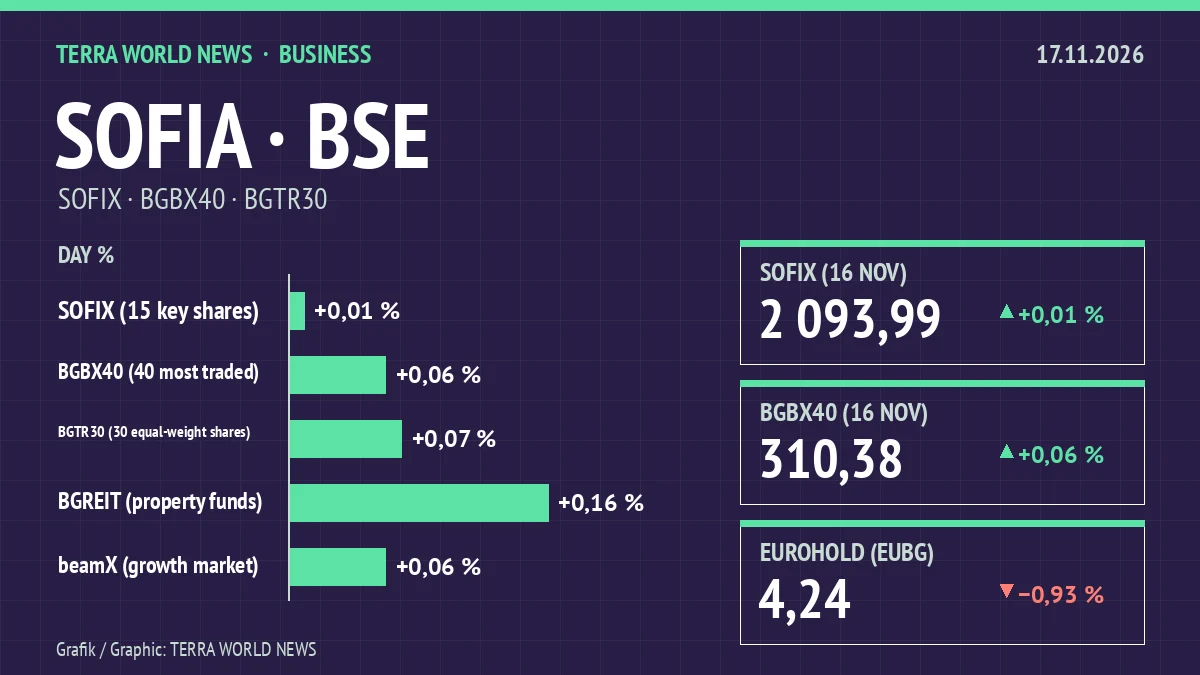 TERRA WORLD NEWS · BUSINESS
17.11.2026
SOFIA · BSE
SOFIX · BGBX40 · BGTR30
DAY %
SOFIX (15 key shares) +0,01 %
BGBX40 (40 most traded) +0,06 %
BGTR30 (30 equal-weight shares) +0,07 %
BGREIT (property funds) +0,16 %
beamX (growth market) +0,06 %
SOFIX (16 NOV)
2 093,99 ▲+0,01 %
BGBX40 (16 NOV)
310,38 ▲+0,06 %
EUROHOLD (EUBG)
4,24 ▼−0,93 %
Grafik / Graphic: TERRA WORLD NEWS